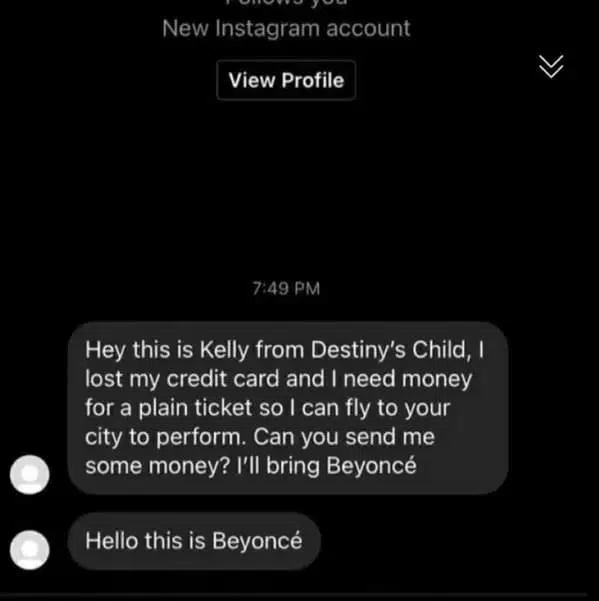 Follows you
New Instagram account
View Profile
7:49 PM
Hey this is Kelly from Destiny's Child, I
lost my credit card and I need money
for a plain ticket so I can fly to your
city to perform. Can you send me
some money? I'll bring Beyoncé
Hello this is Beyoncé